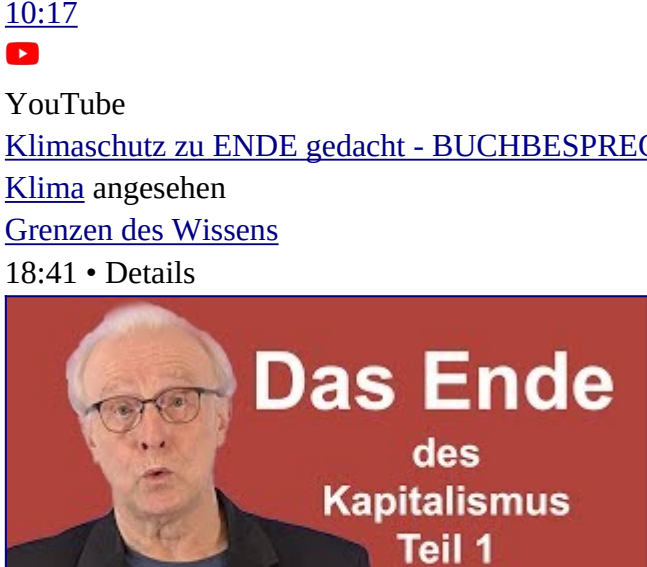 10:17
YouTube
Klimaschutz zu ENDE gedacht - BUCHBESPREC
Klima angesehen
Grenzen des Wissens
18:41 • Details
Das Ende
des
Kapitalismus
Teil 1